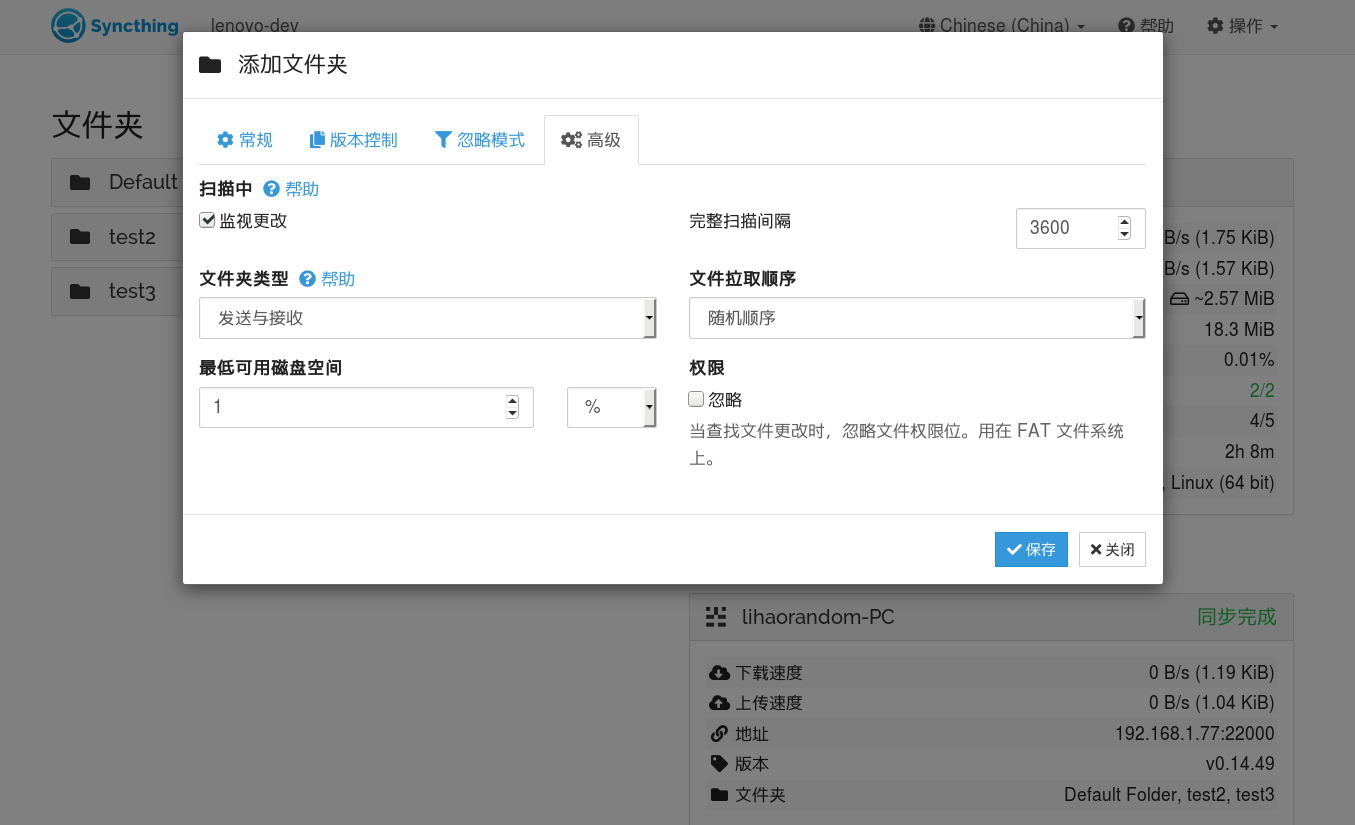 Syncthing
lenovo-dev
Chinese (China)
帮助
操作
添加文件夹
常规
版本控制
忽略模式
高级
扫描中 帮助
监视更改
完整扫描间隔
3600
文件夹类型 帮助
发送与接收
文件拉取顺序
随机顺序
最低可用磁盘空间
1
%
权限
忽略
当查找文件更改时，忽略文件权限位。用在 FAT 文件系统
上。
保存
关闭
文件夹
Default
test2
test3
B/s (1.75 KiB)
B/s (1.57 KiB)
~2.57 MiB
18.3 MiB
0.01%
2/2
4/5
2h 8m
, Linux (64 bit)
lihaorandom-PC 同步完成
下载速度 0 B/s (1.19 KiB)
上传速度 0 B/s (1.04 KiB)
地址 192.168.1.77:22000
版本 v0.14.49
文件夹 Default Folder, test2, test3